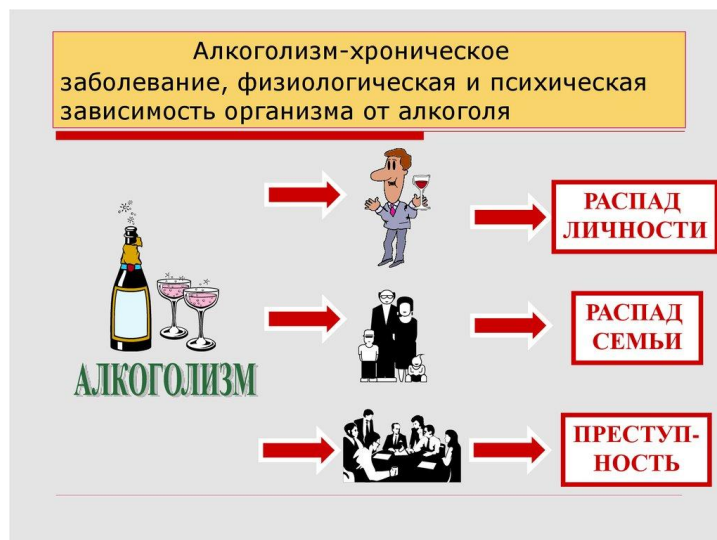 Алкоголизм-хроническое
заболевание, физиологическая и психическая
зависимость организма от алкоголя
РАСПАД
ЛИЧНОСТИ
РАСПАД
СЕМЬИ
АЛКОГОЛИЗМ
ПРЕСТУП-
НОСТЬ